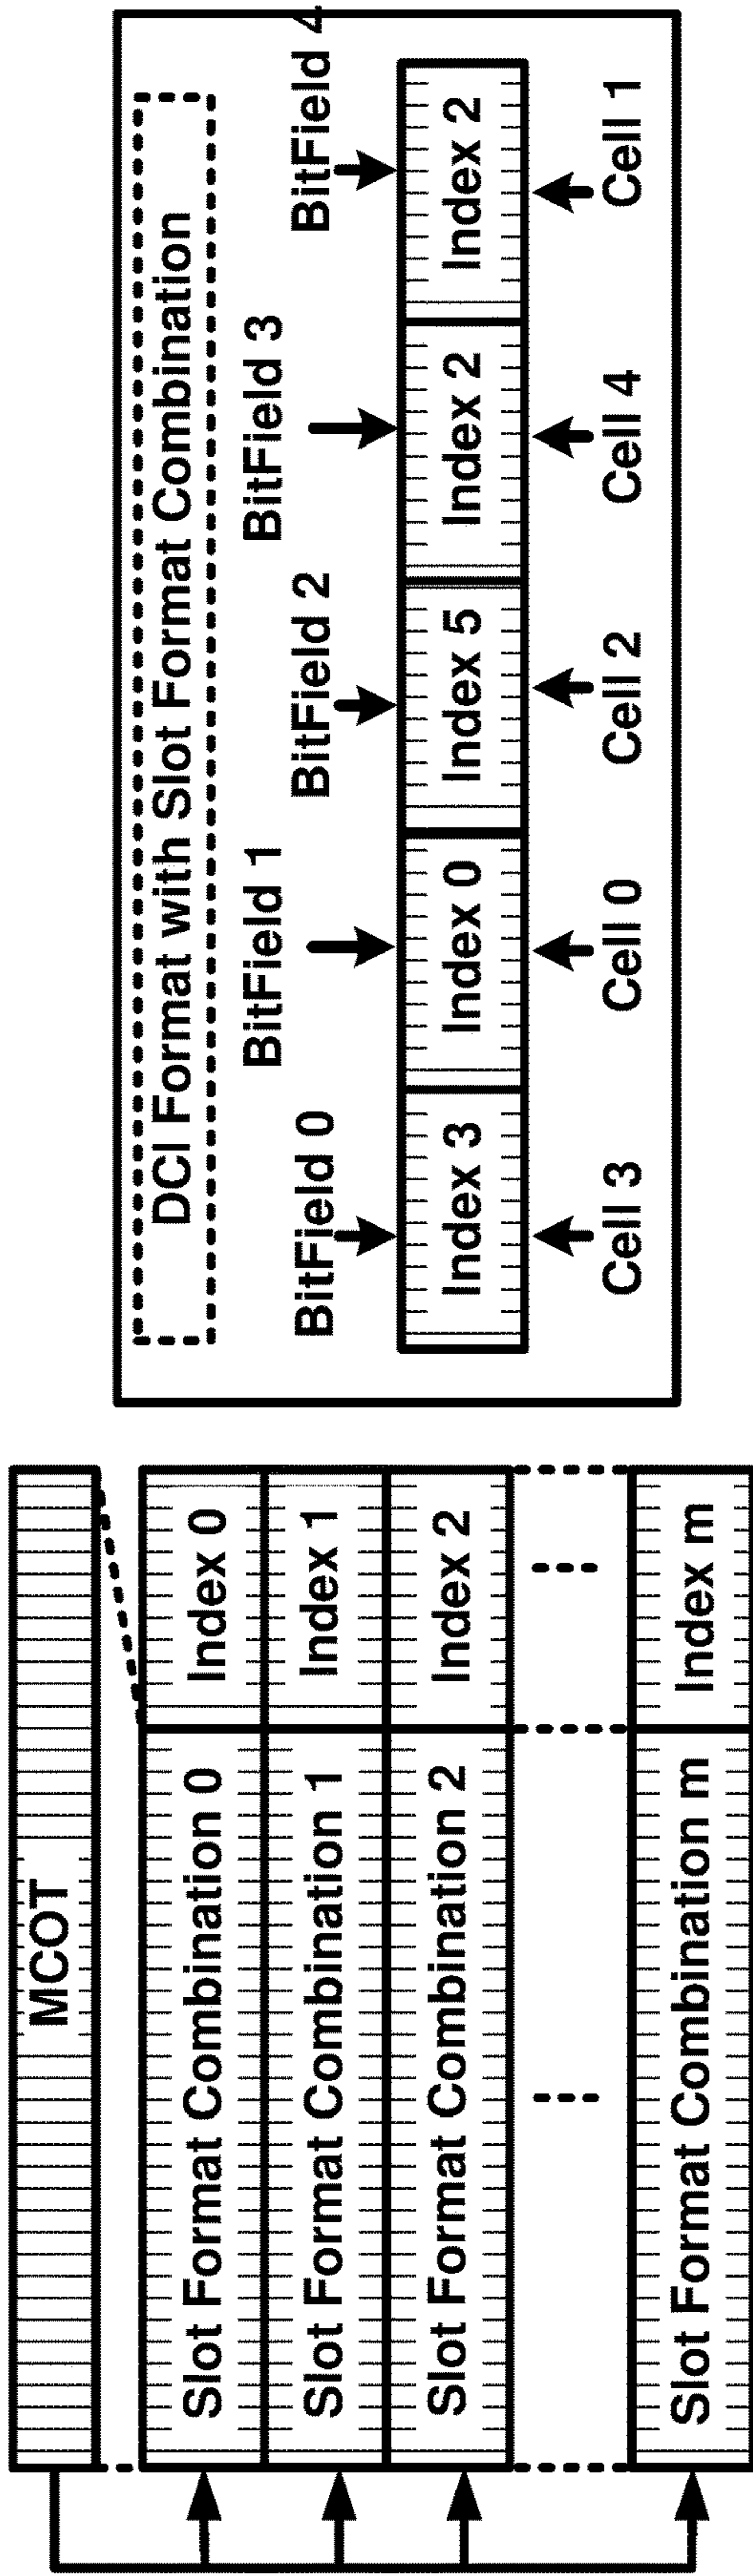 MCOT
Slot Format Combination 0
Index 0
Slot Format Combination 1
Index 1
Slot Format Combination 2
Index 2
Slot Format Combination m
Index m
DCI Format with Slot Format Combination
BitField 0
BitField 1
BitField 2
BitField 3
BitField 4
Index 3
Index 0
Index 5
Index 2
Index 2
Cell 3
Cell 0
Cell 2
Cell 4
Cell 1